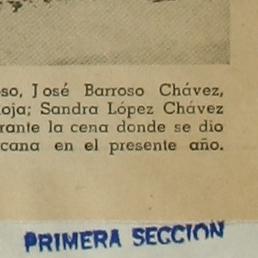 so, José Barroso Chávez,
oja; Sandra López Chávez
rante la cena donde se dio
cana en el presente año.
PRIMERA SECCION